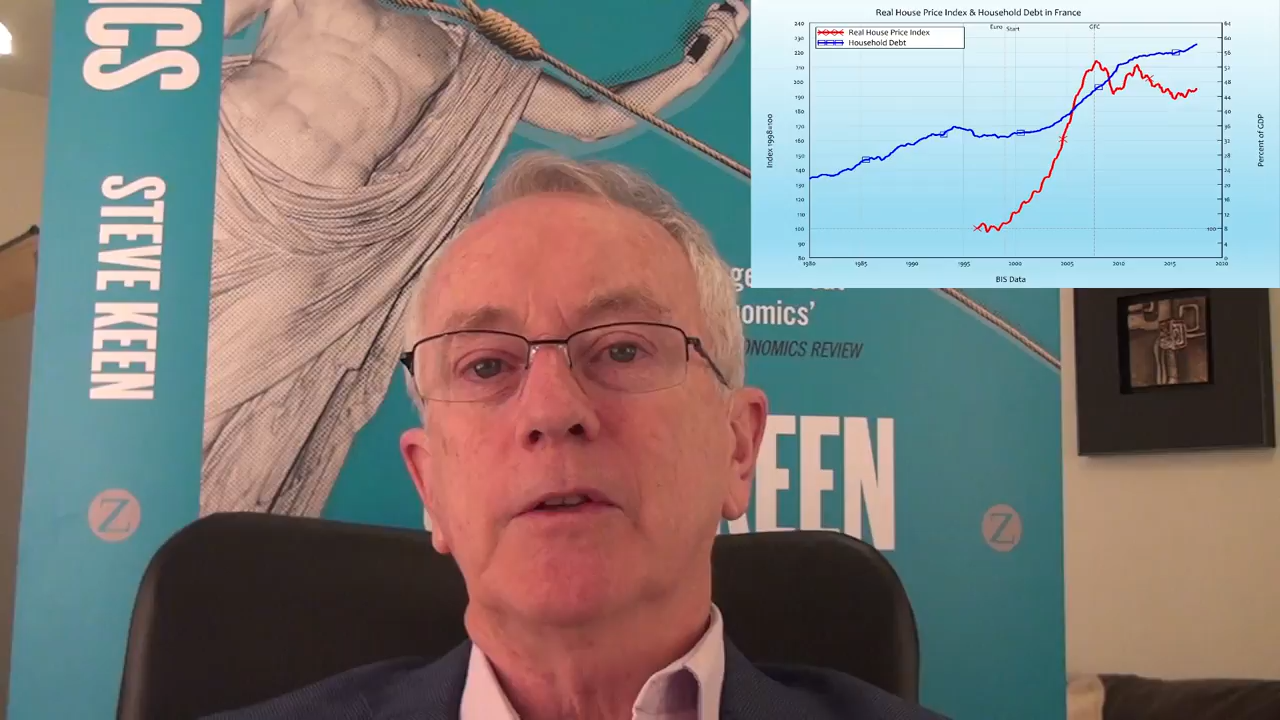 ICS
STEVE KEEN
Z
omics’
ONOMICS REVIEW
KEEN
Z
Real House Price Index & Household Debt in France
Euro
Start
GFC
Real House Price Index
Household Debt
240
230
220
210
200
190
180
170
160
150
140
130
120
110
100
90
80
64
60
56
52
48
44
40
36
32
28
24
20
16
12
100
8
4
0
Index 1998=100
Percent of GDP
1980
1985
1990
1995
2000
2005
2010
2015
2020
BIS Data